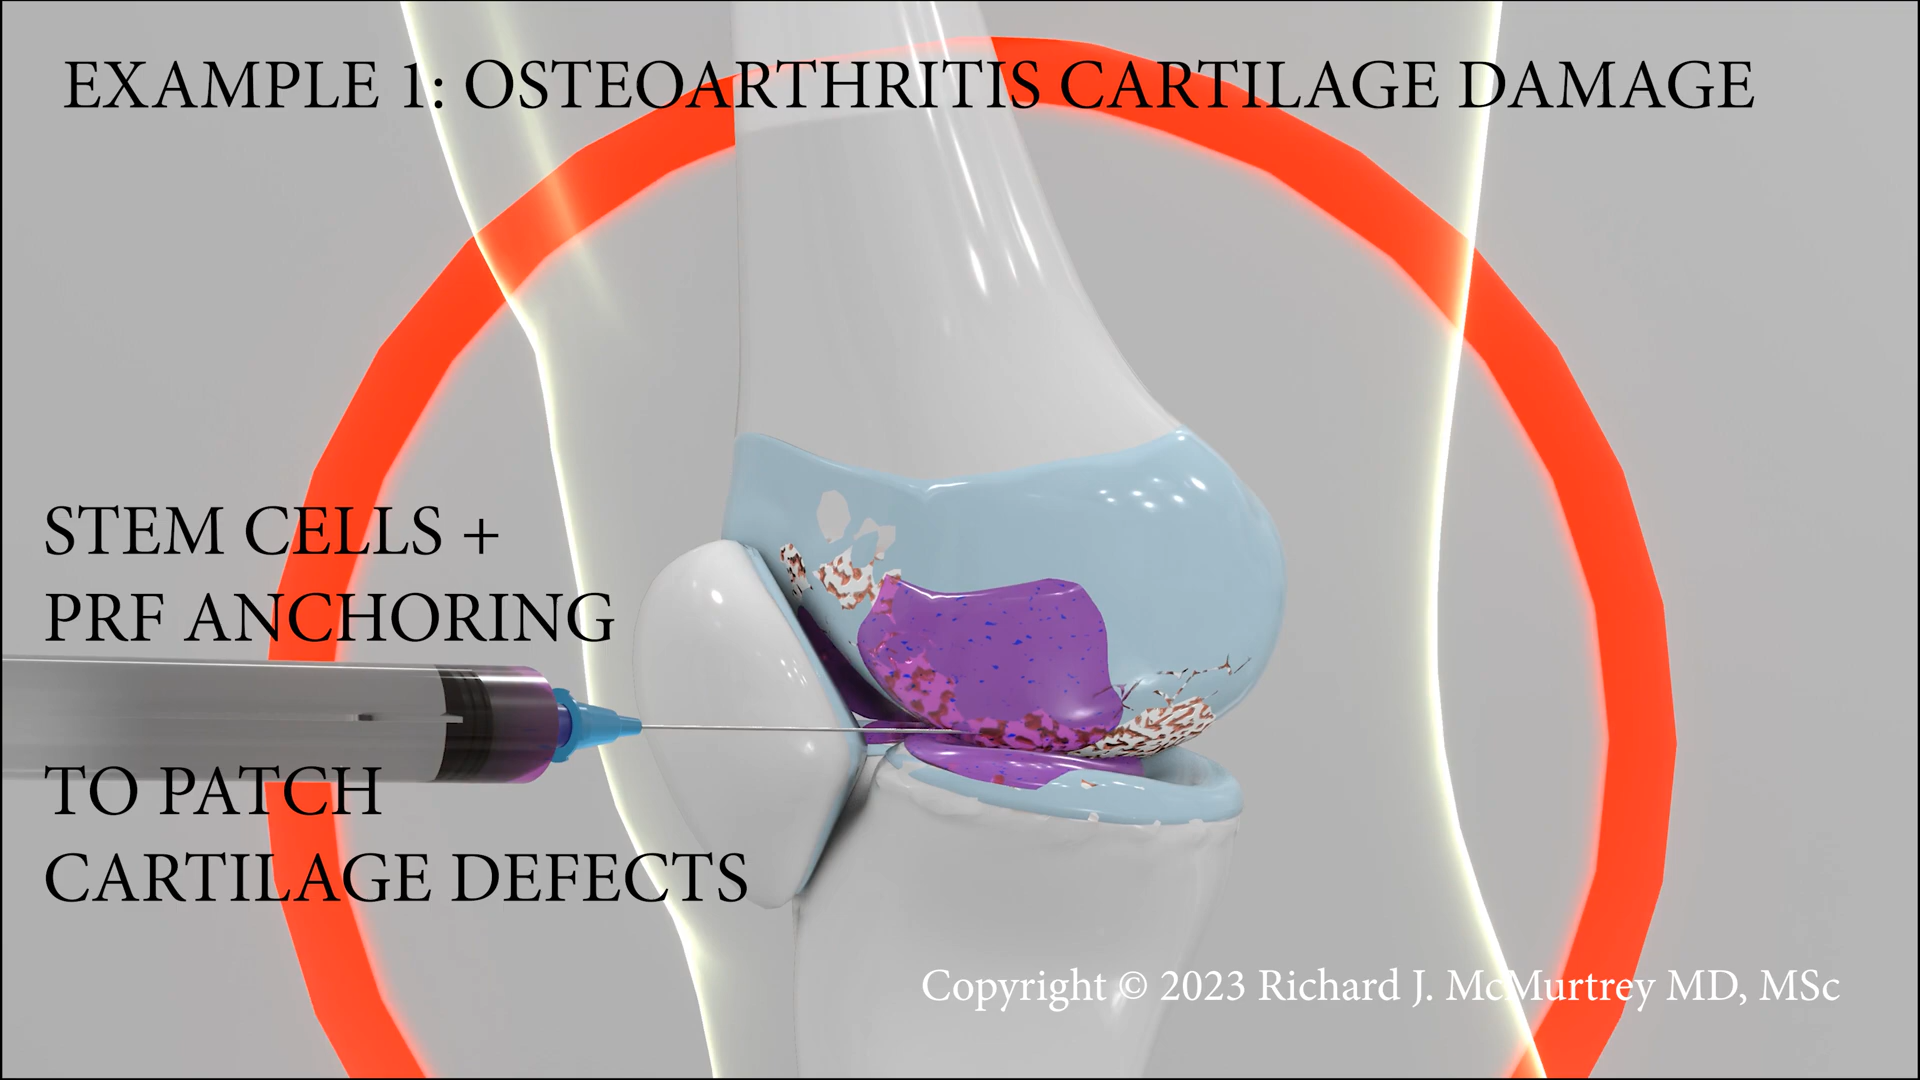 EXAMPLE 1: OSTEOARTHRITIS CARTILAGE DAMAGE
STEM CELLS +
PRF ANCHORING
TO PATCH
CARTILAGE DEFECTS
Copyright © 2023 Richard J. McMurtrey MD, MSc